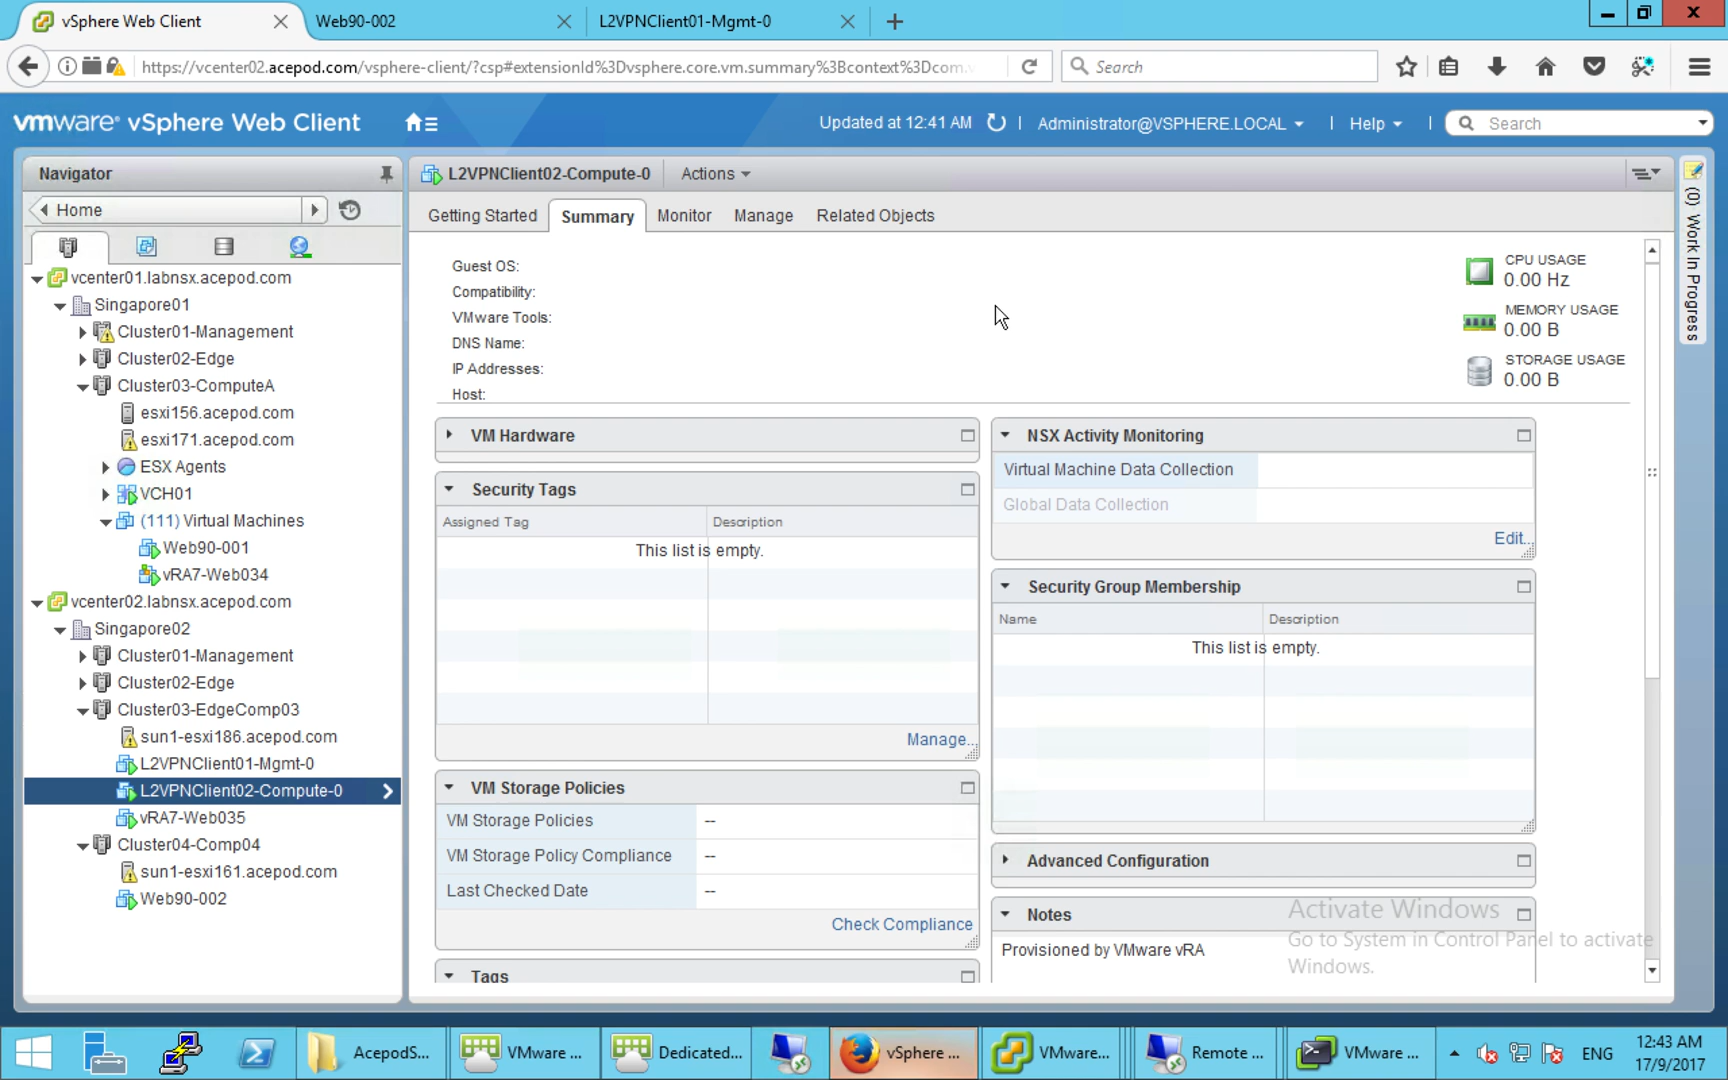 vSphere Web Client
Web90-002
L2VPNClient01-Mgmt-0
https://vcenter02.acepod.com/vsphere-client/?csp#extensionId%3Dvsphere.core.vm.summary%3Bcontext%3Dcom.v
Search
vmware® vSphere Web Client
Updated at 12:41 AM
Administrator@VSPHERE.LOCAL
Help
Search
Navigator
Home
vcenter01.labnsx.acepod.com
Singapore01
Cluster01-Management
Cluster02-Edge
Cluster03-ComputeA
esxi156.acepod.com
esxi171.acepod.com
ESX Agents
VCH01
(111) Virtual Machines
Web90-001
vRA7-Web034
vcenter02.labnsx.acepod.com
Singapore02
Cluster01-Management
Cluster02-Edge
Cluster03-EdgeComp03
sun1-esxi186.acepod.com
L2VPNClient01-Mgmt-0
L2VPNClient02-Compute-0
vRA7-Web035
Cluster04-Comp04
sun1-esxi161.acepod.com
Web90-002
L2VPNClient02-Compute-0
Actions
Getting Started
Summary
Monitor
Manage
Related Objects
Guest OS:
Compatibility:
VMware Tools:
DNS Name:
IP Addresses:
Host:
CPU USAGE
0.00 Hz
MEMORY USAGE
0.00 B
STORAGE USAGE
0.00 B
VM Hardware
Security Tags
Assigned Tag
Description
This list is empty.
Manage...
VM Storage Policies
VM Storage Policies
--
VM Storage Policy Compliance
--
Last Checked Date
--
Check Compliance
Tags
NSX Activity Monitoring
Virtual Machine Data Collection
Global Data Collection
Edit...
Security Group Membership
Name
Description
This list is empty.
Advanced Configuration
Notes
Provisioned by VMware vRA
(0) Work In Progress
Activate Windows
Go to System in Control Panel to activate
Windows.
AcepodS...
VMware ...
Dedicated...
vSphere ...
VMware...
Remote ...
VMware ...
ENG
12:43 AM
17/9/2017